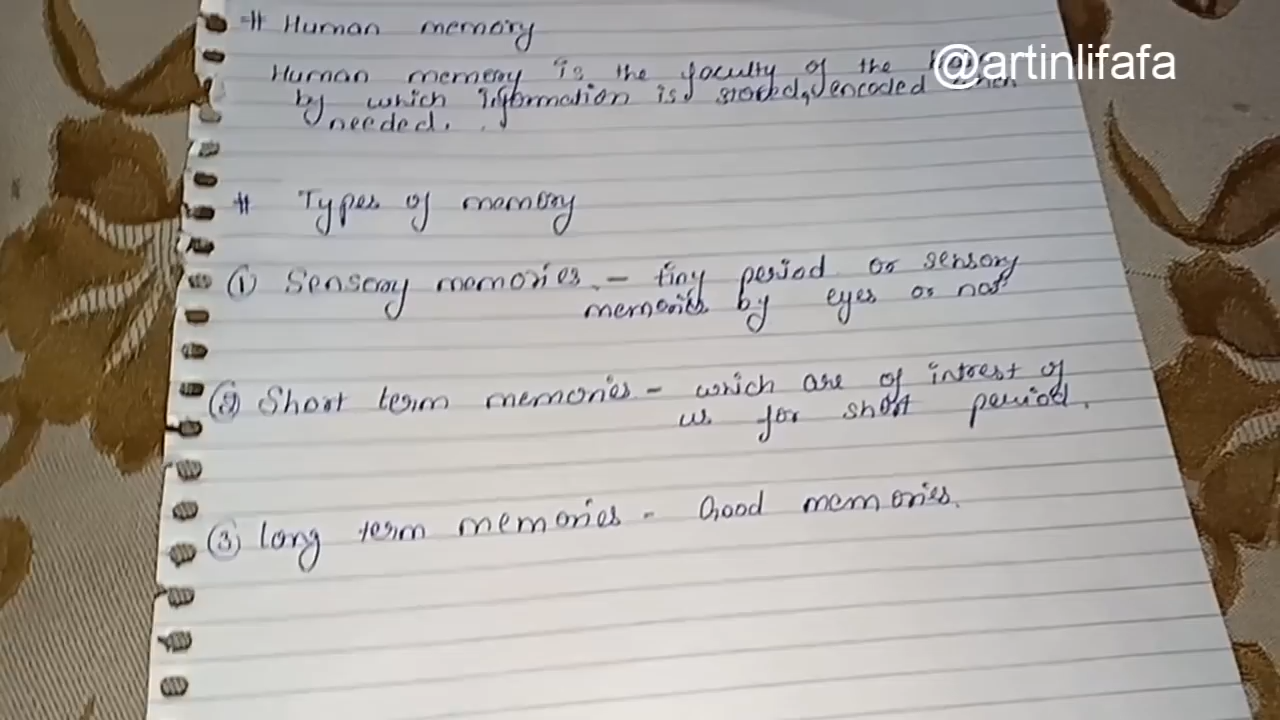 # Human memory
@artinlifafa
Human memory is the faculty of the
by which information is stored, encoded when
needed.
# Types of memory
(1) Sensory memories - tiny period or sensory
memories by eyes or nose
(2) Short term memories - which are of intrest of
us for short period.
(3) long term memories - Good memories.